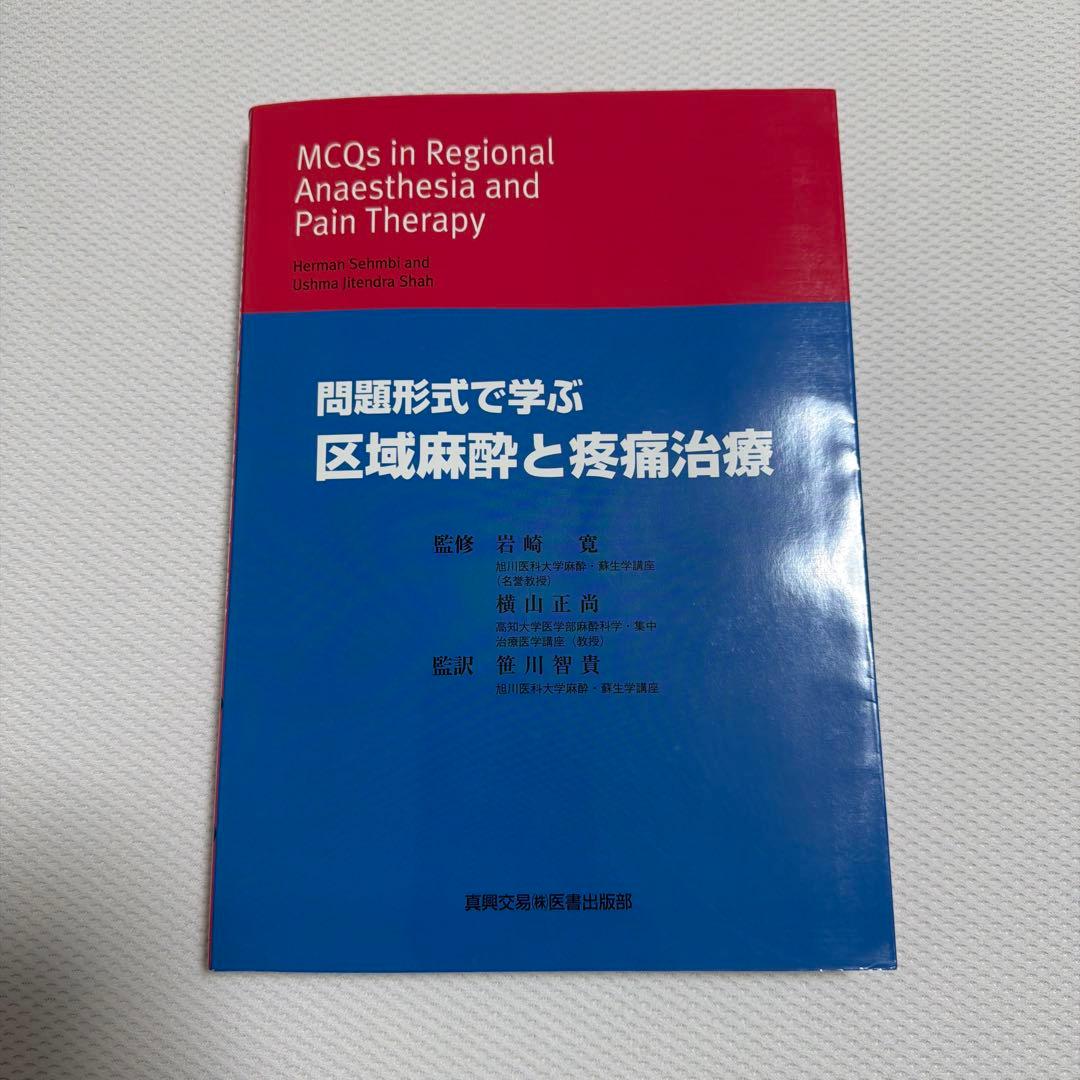 MCQs in Regional
Anaesthesia and
Pain Therapy
Herman Sehmbi and
Ushma Jitendra Shah
問題形式で学ぶ
区域麻酔と疼痛治療
監修 岩崎 寛
旭川医科大学麻酔・蘇生学講座
（名誉教授）
横山正尚
高知大学医学部麻酔科学・集中
治療医学講座（教授）
監訳 笹川智貴
旭川医科大学麻酔・蘇生学講座
真興交易㈱医書出版部